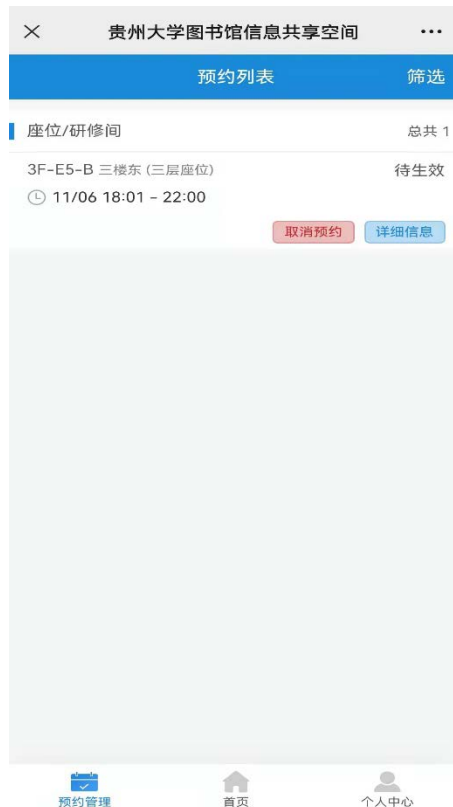 贵州大学图书馆信息共享空间
预约列表 筛选
座位/研修间 总共 1
3F-E5-B 三楼东 (三层座位) 待生效
11/06 18:01 - 22:00
取消预约 详细信息
预约管理 首页 个人中心